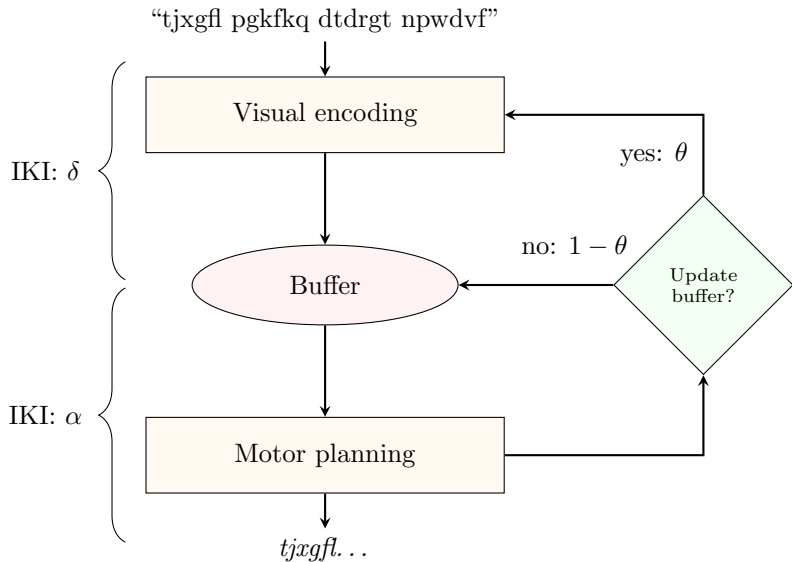 “tjxgfl pgkfkq dtdrgt npwdvf”
Visual encoding
yes: θ
IKI: δ
no: 1 − θ
Update
buffer?
Buffer
IKI: α
Motor planning
tjxgfl...